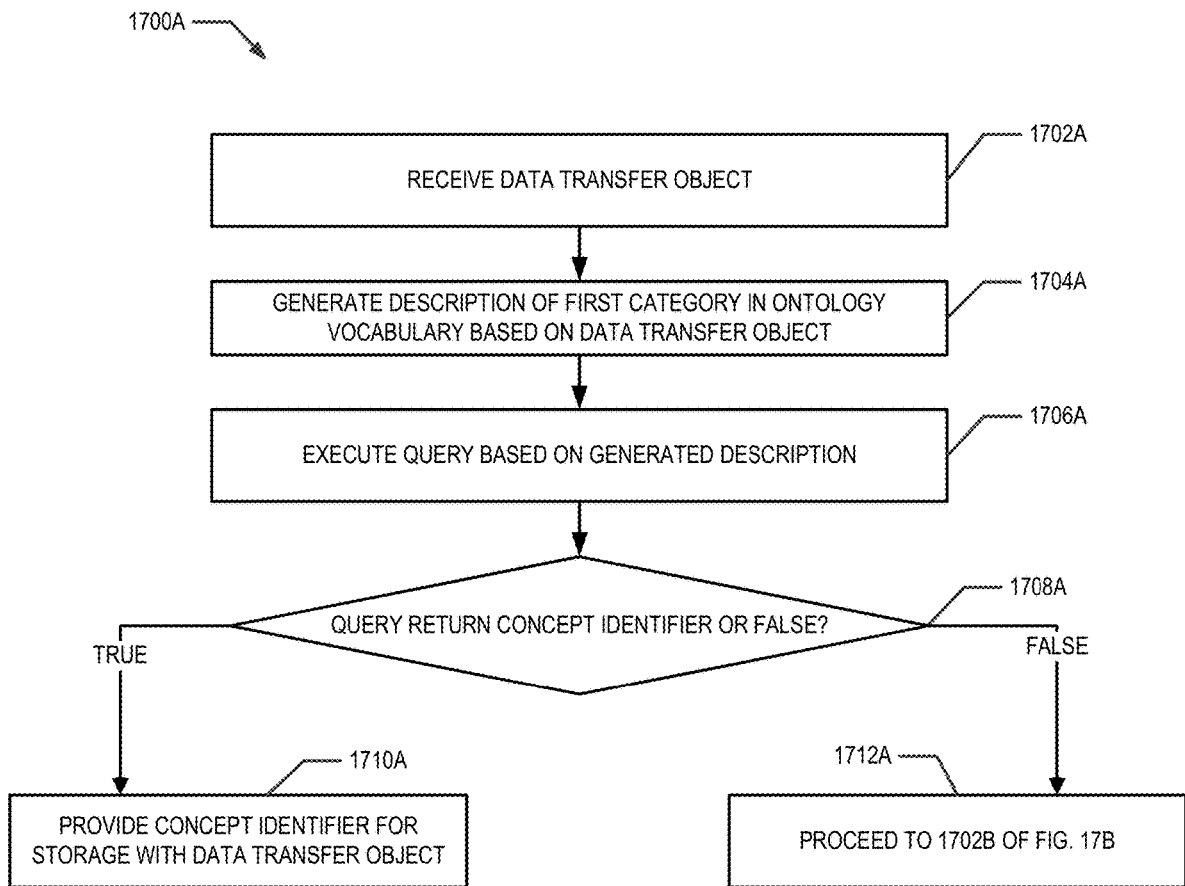 1700A
1702A
RECEIVE DATA TRANSFER OBJECT
1704A
GENERATE DESCRIPTION OF FIRST CATEGORY IN ONTOLOGY
VOCABULARY BASED ON DATA TRANSFER OBJECT
1706A
EXECUTE QUERY BASED ON GENERATED DESCRIPTION
1708A
QUERY RETURN CONCEPT IDENTIFIER OR FALSE?
TRUE
FALSE
1710A
1712A
PROVIDE CONCEPT IDENTIFIER FOR
STORAGE WITH DATA TRANSFER OBJECT
PROCEED TO 1702B OF FIG. 17B